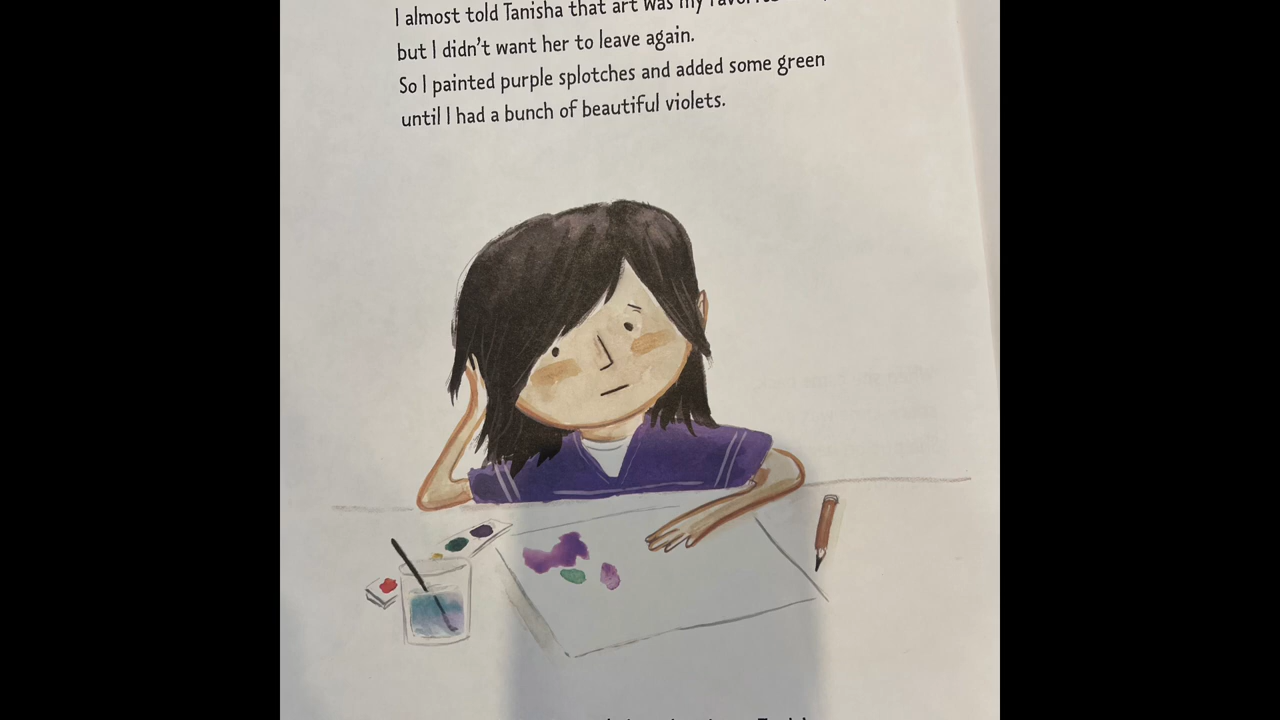 I almost told Tanisha that art was my favorite
but I didn't want her to leave again.
So I painted purple splotches and added some green
until I had a bunch of beautiful violets.